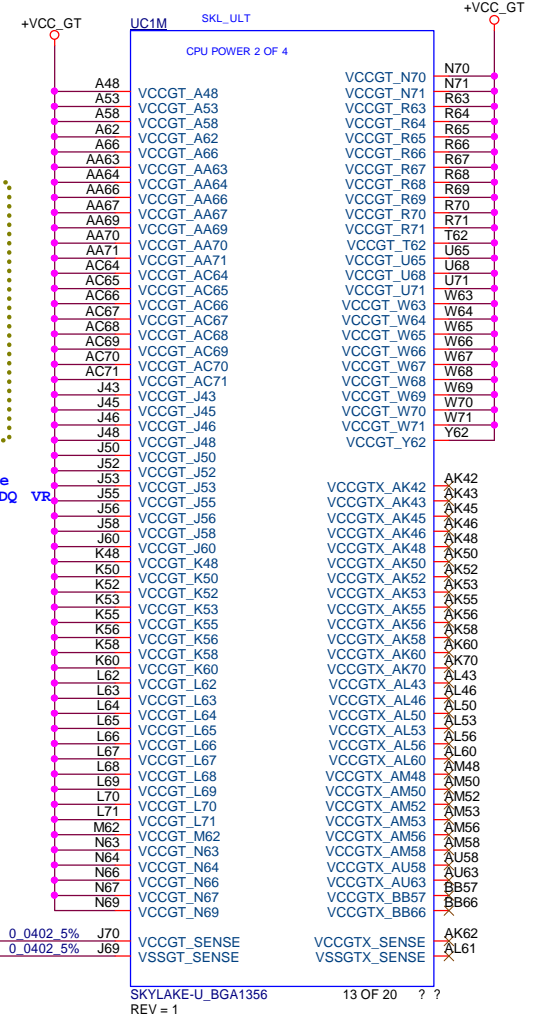 +VCC_GT
UC1M
SKL_ULT
+VCC_GT
CPU POWER 2 OF 4
A48 VCCGT_A48
A53 VCCGT_A53
A58 VCCGT_A58
A62 VCCGT_A62
A66 VCCGT_A66
AA63 VCCGT_AA63
AA64 VCCGT_AA64
AA66 VCCGT_AA66
AA67 VCCGT_AA67
AA69 VCCGT_AA69
AA70 VCCGT_AA70
AA71 VCCGT_AA71
AC64 VCCGT_AC64
AC65 VCCGT_AC65
AC66 VCCGT_AC66
AC67 VCCGT_AC67
AC68 VCCGT_AC68
AC69 VCCGT_AC69
AC70 VCCGT_AC70
AC71 VCCGT_AC71
J43 VCCGT_J43
J45 VCCGT_J45
J46 VCCGT_J46
J48 VCCGT_J48
J50 VCCGT_J50
J52 VCCGT_J52
J53 VCCGT_J53
J55 VCCGT_J55
J56 VCCGT_J56
J58 VCCGT_J58
J60 VCCGT_J60
K48 VCCGT_K48
K50 VCCGT_K50
K52 VCCGT_K52
K53 VCCGT_K53
K55 VCCGT_K55
K56 VCCGT_K56
K58 VCCGT_K58
K60 VCCGT_K60
L62 VCCGT_L62
L63 VCCGT_L63
L64 VCCGT_L64
L65 VCCGT_L65
L66 VCCGT_L66
L67 VCCGT_L67
L68 VCCGT_L68
L69 VCCGT_L69
L70 VCCGT_L70
L71 VCCGT_L71
M62 VCCGT_M62
N63 VCCGT_N63
N64 VCCGT_N64
N66 VCCGT_N66
N67 VCCGT_N67
N69 VCCGT_N69
0_0402_5% J70 VCCGT_SENSE
0_0402_5% J69 VSSGT_SENSE
e
DQ VR
VCCGT_N70 N70
VCCGT_N71 N71
VCCGT_R63 R63
VCCGT_R64 R64
VCCGT_R65 R65
VCCGT_R66 R66
VCCGT_R67 R67
VCCGT_R68 R68
VCCGT_R69 R69
VCCGT_R70 R70
VCCGT_R71 R71
VCCGT_T62 T62
VCCGT_U65 U65
VCCGT_U68 U68
VCCGT_U71 U71
VCCGT_W63 W63
VCCGT_W64 W64
VCCGT_W65 W65
VCCGT_W66 W66
VCCGT_W67 W67
VCCGT_W68 W68
VCCGT_W69 W69
VCCGT_W70 W70
VCCGT_W71 W71
VCCGT_Y62 Y62
VCCGTX_AK42 AK42
VCCGTX_AK43 AK43
VCCGTX_AK45 AK45
VCCGTX_AK46 AK46
VCCGTX_AK48 AK48
VCCGTX_AK50 AK50
VCCGTX_AK52 AK52
VCCGTX_AK53 AK53
VCCGTX_AK55 AK55
VCCGTX_AK56 AK56
VCCGTX_AK58 AK58
VCCGTX_AK60 AK60
VCCGTX_AK70 AK70
VCCGTX_AL43 AL43
VCCGTX_AL46 AL46
VCCGTX_AL50 AL50
VCCGTX_AL53 AL53
VCCGTX_AL56 AL56
VCCGTX_AL60 AL60
VCCGTX_AM48 AM48
VCCGTX_AM50 AM50
VCCGTX_AM52 AM52
VCCGTX_AM53 AM53
VCCGTX_AM56 AM56
VCCGTX_AM58 AM58
VCCGTX_AU58 AU58
VCCGTX_AU63 AU63
VCCGTX_BB57 BB57
VCCGTX_BB66 BB66
VCCGTX_SENSE AK62
VSSGTX_SENSE AL61
SKYLAKE-U_BGA1356
13 OF 20 ? ?
REV = 1